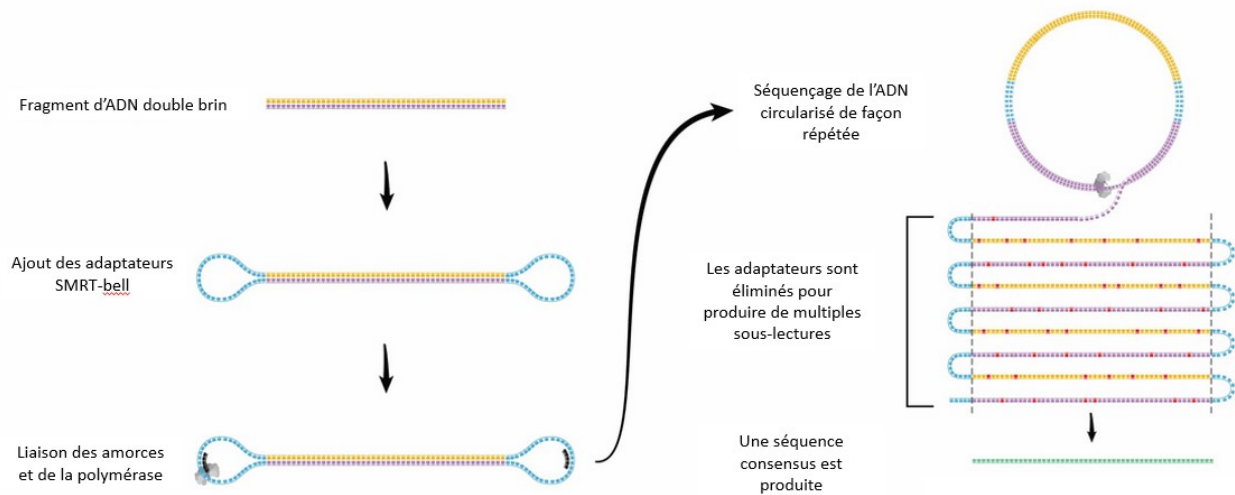 Fragment d'ADN double brin
Ajout des adaptateurs
SMRT-bell
Liaison des amorces
et de la polymérase
Séquençage de l'ADN
circularisé de façon
répétée
Les adaptateurs sont
éliminés pour
produire de multiples
sous-lectures
Une séquence
consensus est
produite